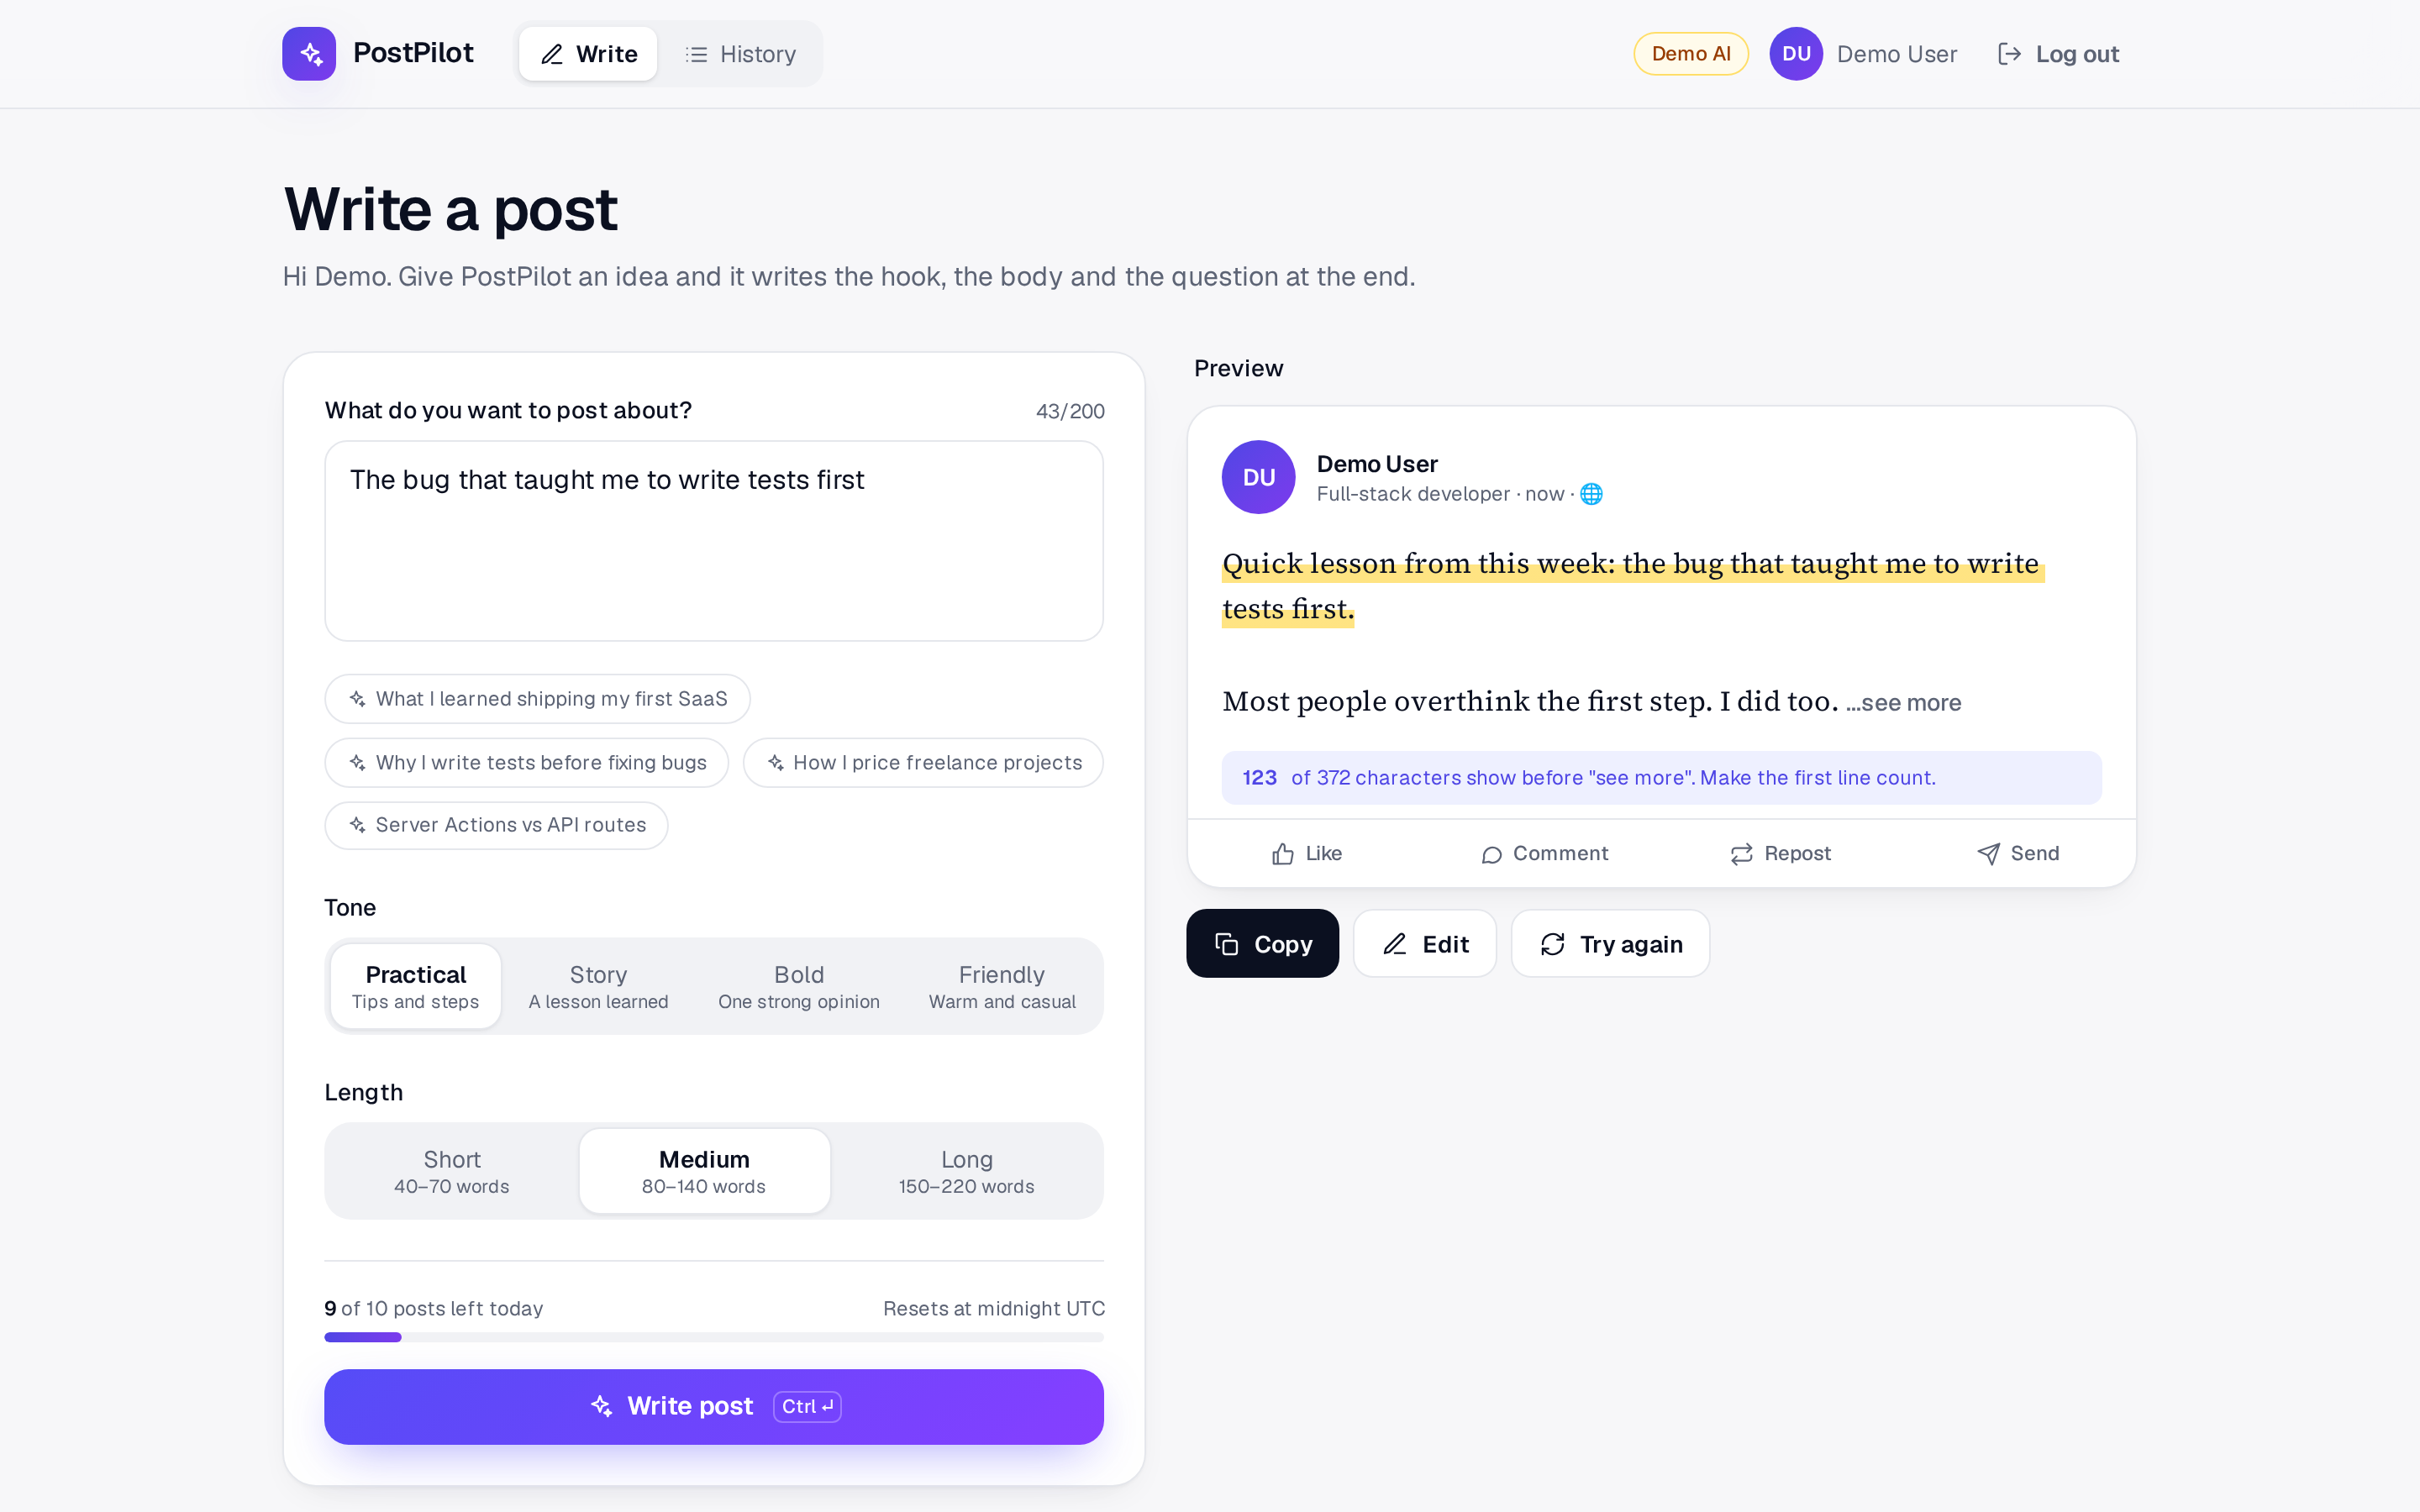 PostPilot
Write
History
Demo AI
DU
Demo User
Log out
Write a post
Hi Demo. Give PostPilot an idea and it writes the hook, the body and the question at the end.
What do you want to post about?
43/200
The bug that taught me to write tests first
What I learned shipping my first SaaS
Why I write tests before fixing bugs
How I price freelance projects
Server Actions vs API routes
Tone
Practical
Tips and steps
Story
A lesson learned
Bold
One strong opinion
Friendly
Warm and casual
Length
Short
40–70 words
Medium
80–140 words
Long
150–220 words
9 of 10 posts left today
Resets at midnight UTC
Write post
Ctrl ↵
Preview
DU
Demo User
Full-stack developer · now · 🌐
Quick lesson from this week: the bug that taught me to write
tests first.
Most people overthink the first step. I did too. ...see more
123 of 372 characters show before "see more". Make the first line count.
Like
Comment
Repost
Send
Copy
Edit
Try again